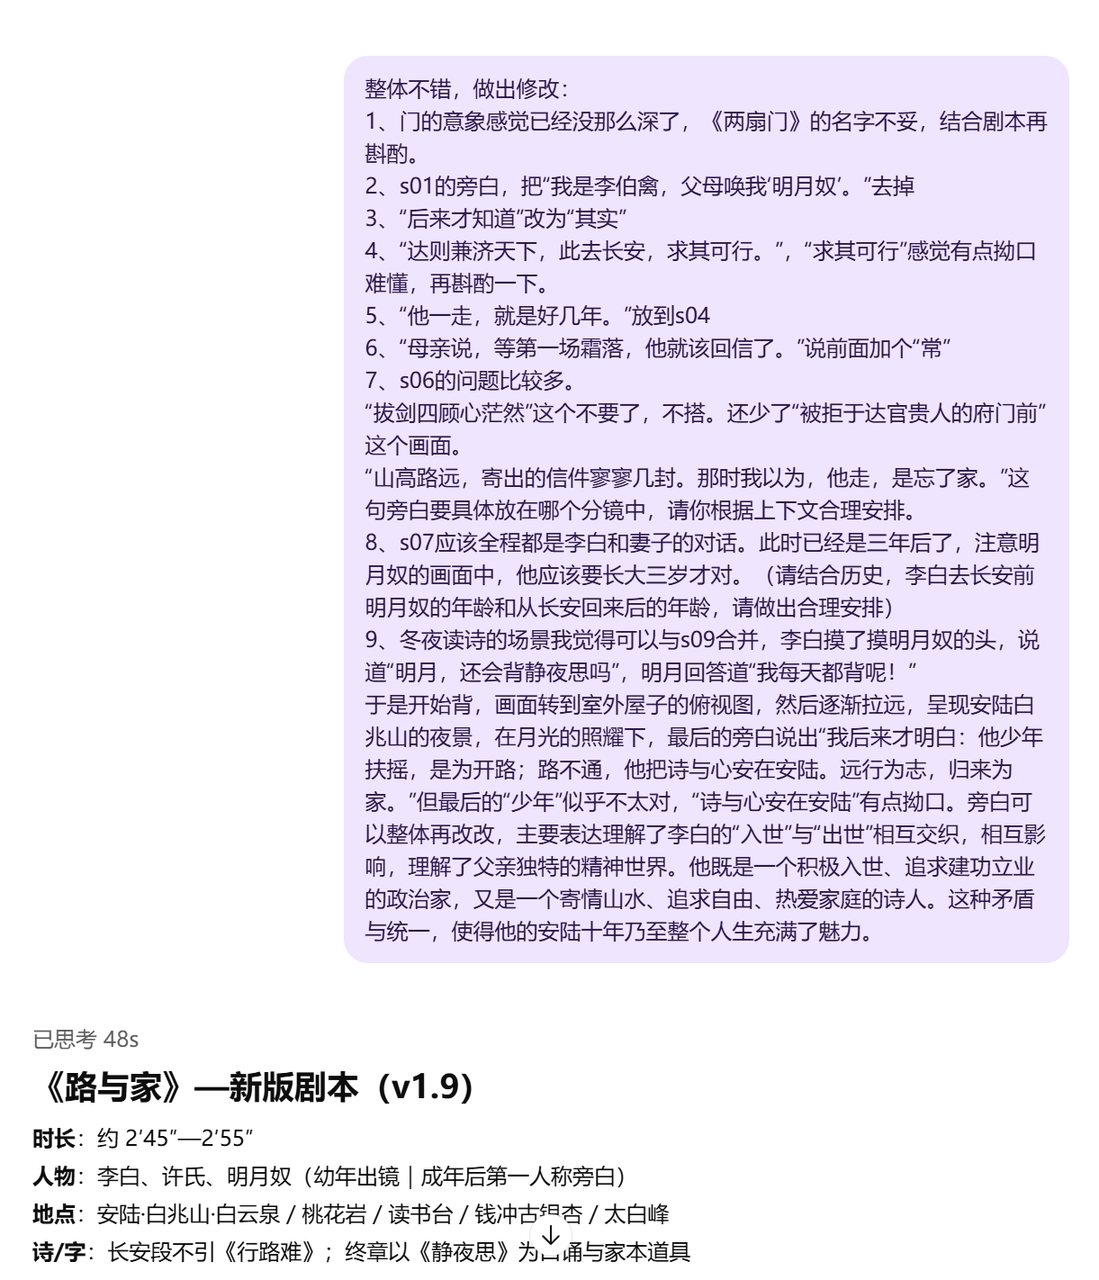 整体不错，做出修改：
1、门的意象感觉已经没那么深了，《两扇门》的名字不妥，结合剧本再
斟酌。
2、s01的旁白，把“我是李伯禽，父母唤我‘明月奴’。”去掉
3、“后来才知道”改为“其实”
4、“达则兼济天下，此去长安，求其可行。”，“求其可行”感觉有点拗口
难懂，再斟酌一下。
5、“他一走，就是好几年。”放到s04
6、“母亲说，等第一场霜落，他就该回信了。”说前面加个“常”
7、s06的问题比较多。
“拔剑四顾心茫然”这个不要了，不搭。还少了“被拒于达官贵人的府门前”
这个画面。
“山高路远，寄出的信件寥寥几封。那时我以为，他走，是忘了家。”这
句旁白要具体放在哪个分镜中，请你根据上下文合理安排。
8、s07应该全程都是李白和妻子的对话。此时已经是三年后了，注意明
月奴的画面中，他应该要长大三岁才对。（请结合历史，李白去长安前
明月奴的年龄和从长安回来后的年龄，请做出合理安排）
9、冬夜读诗的场景我觉得可以与s09合并，李白摸了摸明月奴的头，说
道“明月，还会背静夜思吗”，明月回答道“我每天都背呢！”
于是开始背，画面转到室外屋子的俯视图，然后逐渐拉远，呈现安陆白
兆山的夜景，在月光的照耀下，最后的旁白说出“我后来才明白：他少年
扶摇，是为开路；路不通，他把诗与心安在安陆。远行为志，归来为
家。”但最后的“少年”似乎不太对，“诗与心安在安陆”有点拗口。旁白可
以整体再改改，主要表达理解了李白的“入世”与“出世”相互交织，相互影
响，理解了父亲独特的精神世界。他既是一个积极入世、追求建功立业
的政治家，又是一个寄情山水、追求自由、热爱家庭的诗人。这种矛盾
与统一，使得他的安陆十年乃至整个人生充满了魅力。
已思考 48s
《路与家》—新版剧本（v1.9）
时长：约 2′45″—2′55″
人物：李白、许氏、明月奴（幼年出镜｜成年后第一人称旁白）
地点：安陆·白兆山·白云泉 / 桃花岩 / 读书台 / 钱冲古银杏 / 太白峰
诗/字：长安段不引《行路难》；终章以《静夜思》为诵与家本道具